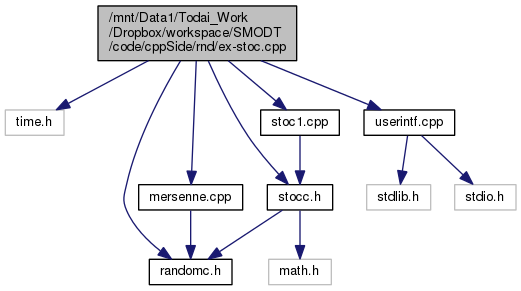 /mnt/Data1/Todai_Work
/Dropbox/workspace/SMODT
/code/cppSide/rnd/ex-stoc.cpp
time.h
stoc1.cpp
userintf.cpp
mersenne.cpp
stocc.h
stdlib.h
stdio.h
randomc.h
math.h